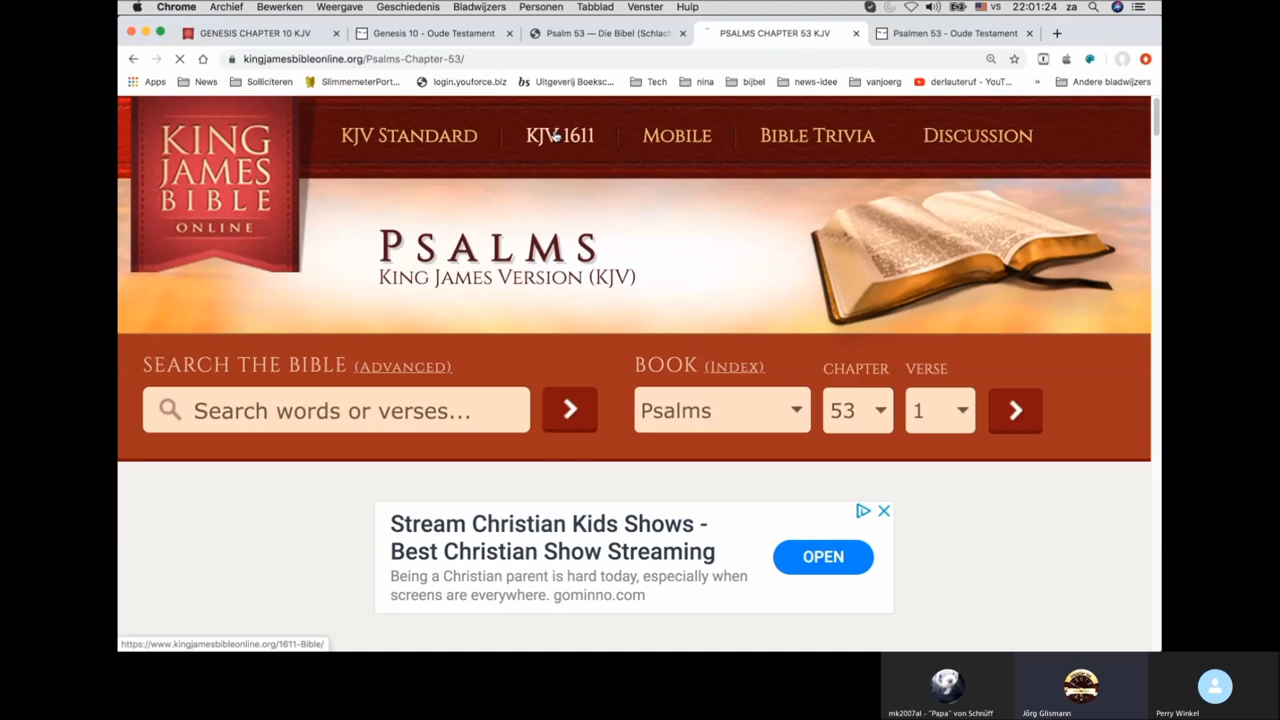 Chrome Archief Bewerken Weergave Geschiedenis Bladwijzers Personen Tabblad Venster Hulp VS 22:01:24 za
GENESIS CHAPTER 10 KJV Genesis 10 - Oude Testament Psalm 53 — Die Bibel (Schlach PSALMS CHAPTER 53 KJV Psalmen 53 - Oude Testament
kingjamesbibleonline.org/Psalms-Chapter-53/
Apps News Solliciteren SlimmemeterPort... login.youforce.biz bs Uitgeverij Boeksc... Tech nina bijbel news-idee vanjoerg derlauteruf - YouT... » Andere bladwijzers
KING JAMES BIBLE ONLINE
KJV STANDARD KJV 1611 MOBILE BIBLE TRIVIA DISCUSSION
PSALMS
KING JAMES VERSION (KJV)
SEARCH THE BIBLE (ADVANCED) BOOK (INDEX) CHAPTER VERSE
Search words or verses... Psalms 53 1
Stream Christian Kids Shows -
Best Christian Show Streaming
OPEN
Being a Christian parent is hard today, especially when
screens are everywhere. gominno.com
https://www.kingjamesbibleonline.org/1611-Bible/
mk2007al - "Papa" von Schnüff Jörg Glismann Perry Winkel